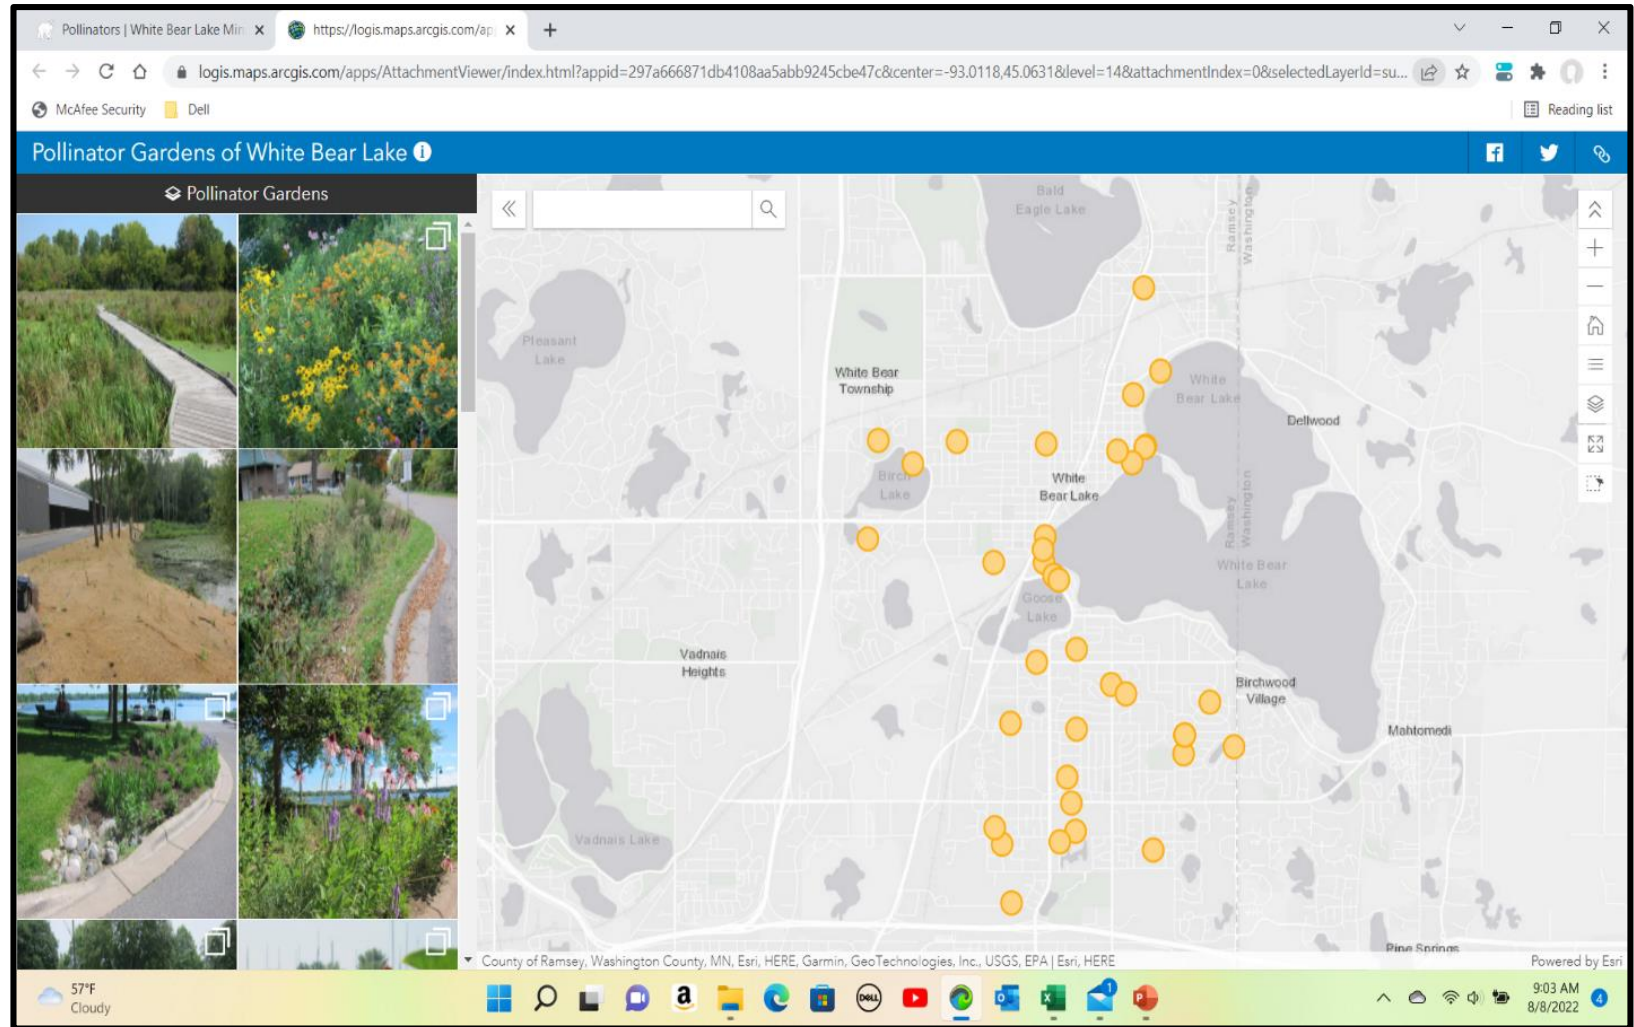 Pollinators | White Bear Lake Min
https://logis.maps.arcgis.com/ap
logis.maps.arcgis.com/apps/AttachmentViewer/index.html?appid=297a666871db4108aa5abb9245cbe47c&center=-93.0118,45.0631&level=14&attachmentIndex=0&selectedLayerId=su...
McAfee Security
Dell
Reading list
Pollinator Gardens of White Bear Lake
Pollinator Gardens
Bald
Eagle Lake
Ramsey
Washington
Pleasant
Lake
White Bear
Township
White
Bear Lake
Dellwood
Birch
Lake
White
Bear Lake
Ramsey
Washington
White Bear
Lake
Goose
Lake
Vadnais
Heights
Birchwood
Village
Mahtomedi
Vadnais Lake
Pine Springs
County of Ramsey, Washington County, MN, Esri, HERE, Garmin, GeoTechnologies, Inc., USGS, EPA | Esri, HERE
Powered by Esri
57°F
Cloudy
a
DELL
1
9:03 AM
8/8/2022
4